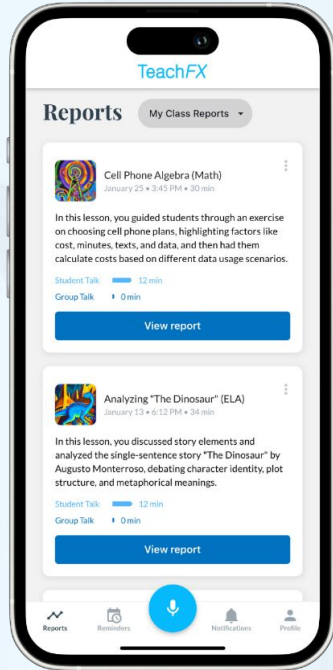 TeachFX
Reports
My Class Reports
Cell Phone Algebra (Math)
January 25 • 3:45 PM • 30 min
In this lesson, you guided students through an exercise
on choosing cell phone plans, highlighting factors like
cost, minutes, texts, and data, and then had them
calculate costs based on different data usage scenarios.
Student Talk 12 min
Group Talk 0 min
View report
Analyzing "The Dinosaur" (ELA)
January 13 • 6:12 PM • 34 min
In this lesson, you discussed story elements and
analyzed the single-sentence story "The Dinosaur" by
Augusto Monterroso, debating character identity, plot
structure, and metaphorical meanings.
Student Talk 12 min
Group Talk 0 min
View report
Reports Reminders Notifications Profile